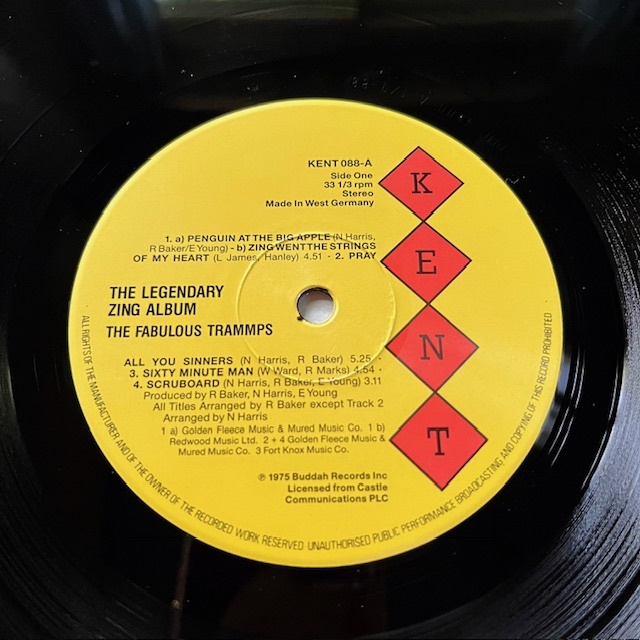 KENT 088-A
Side One
33 1/3 rpm
Stereo
Made In West Germany
K
E
N
T
1. a) PENGUIN AT THE BIG APPLE (N Harris,
R Baker/E Young) - b) ZING WENT THE STRINGS
OF MY HEART (L James, Hanley) 4.51 - 2. PRAY
THE LEGENDARY
ZING ALBUM
THE FABULOUS TRAMMPS
ALL YOU SINNERS (N Harris, R Baker) 5.25 -
3. SIXTY MINUTE MAN (W Ward, R Marks) 4.54 -
4. SCRUBOARD (N Harris, R Baker, E Young) 3.11
Produced by R Baker, N Harris, E Young
All Titles Arranged by R Baker except Track 2
Arranged by N Harris
1 a) Golden Fleece Music & Mured Music Co. 1 b)
Redwood Music Ltd. 2 + 4 Golden Fleece Music &
Mured Music Co. 3 Fort Knox Music Co.
℗ 1975 Buddah Records Inc
Licensed from Castle
Communications PLC
ALL RIGHTS OF THE MANUFACTURER AND OF THE OWNER OF THE RECORDED WORK RESERVED UNAUTHORISED PUBLIC PERFORMANCE BROADCASTING AND COPYING OF THIS RECORD PROHIBITED